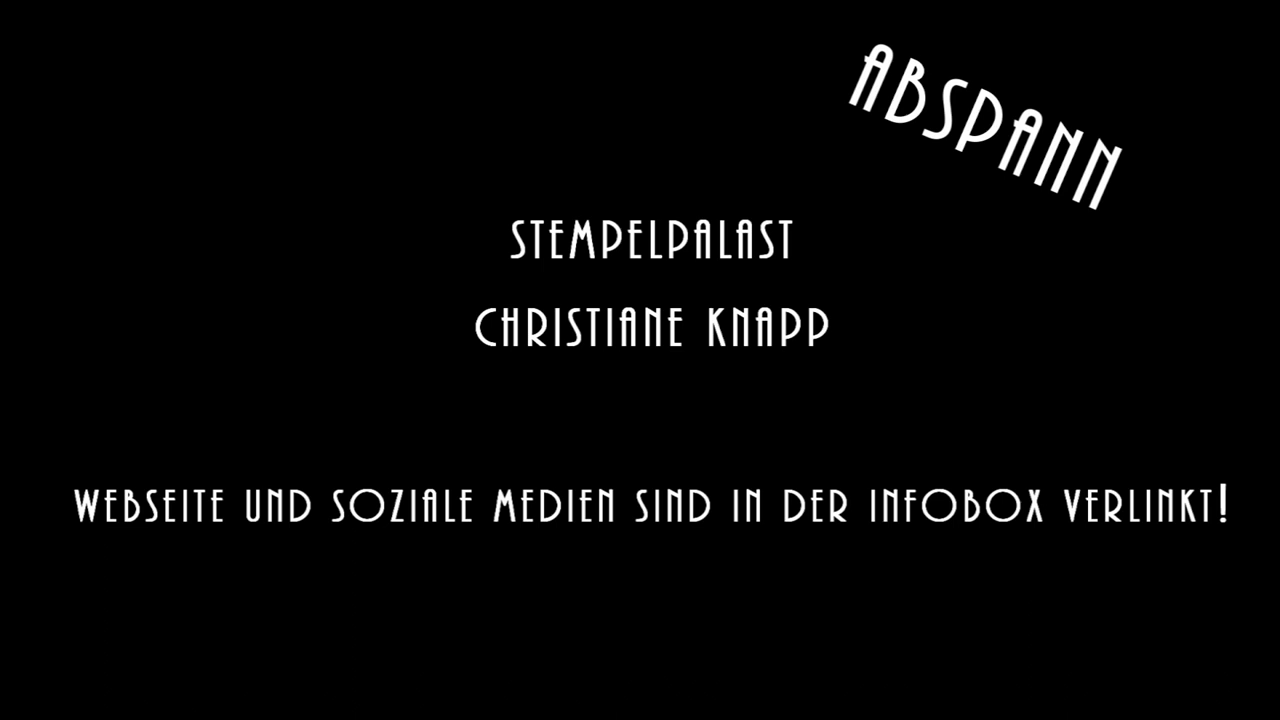 ABSPANN
STEMPELPALAST
CHRISTIANE KNAPP
WEBSEITE UND SOZIALE MEDIEN SIND IN DER INFOBOX VERLINKT!